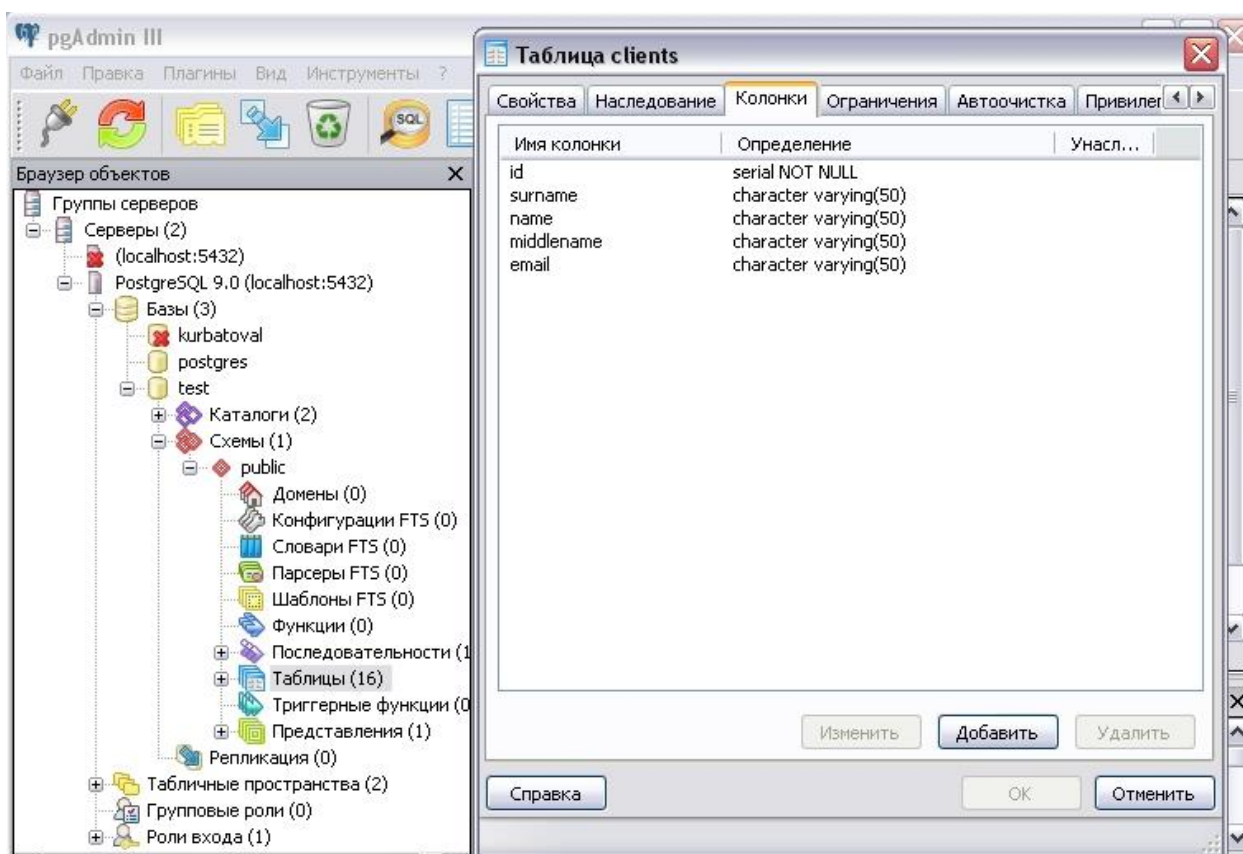 pgAdmin III
Файл Правка Плагины Вид Инструменты ?
SQL
Браузер объектов
Группы серверов
Серверы (2)
(localhost:5432)
PostgreSQL 9.0 (localhost:5432)
Базы (3)
kurbatoval
postgres
test
Каталоги (2)
Схемы (1)
public
Домены (0)
Конфигурации FTS (0)
Словари FTS (0)
Парсеры FTS (0)
Шаблоны FTS (0)
Функции (0)
Последовательности (1
Таблицы (16)
Триггерные функции (0
Представления (1)
Репликация (0)
Табличные пространства (2)
Групповые роли (0)
Роли входа (1)
Таблица clients
Свойства Наследование Колонки Ограничения Автоочистка Привилег
Имя колонки Определение Унасл...
id serial NOT NULL
surname character varying(50)
name character varying(50)
middlename character varying(50)
email character varying(50)
Изменить Добавить Удалить
Справка OK Отменить